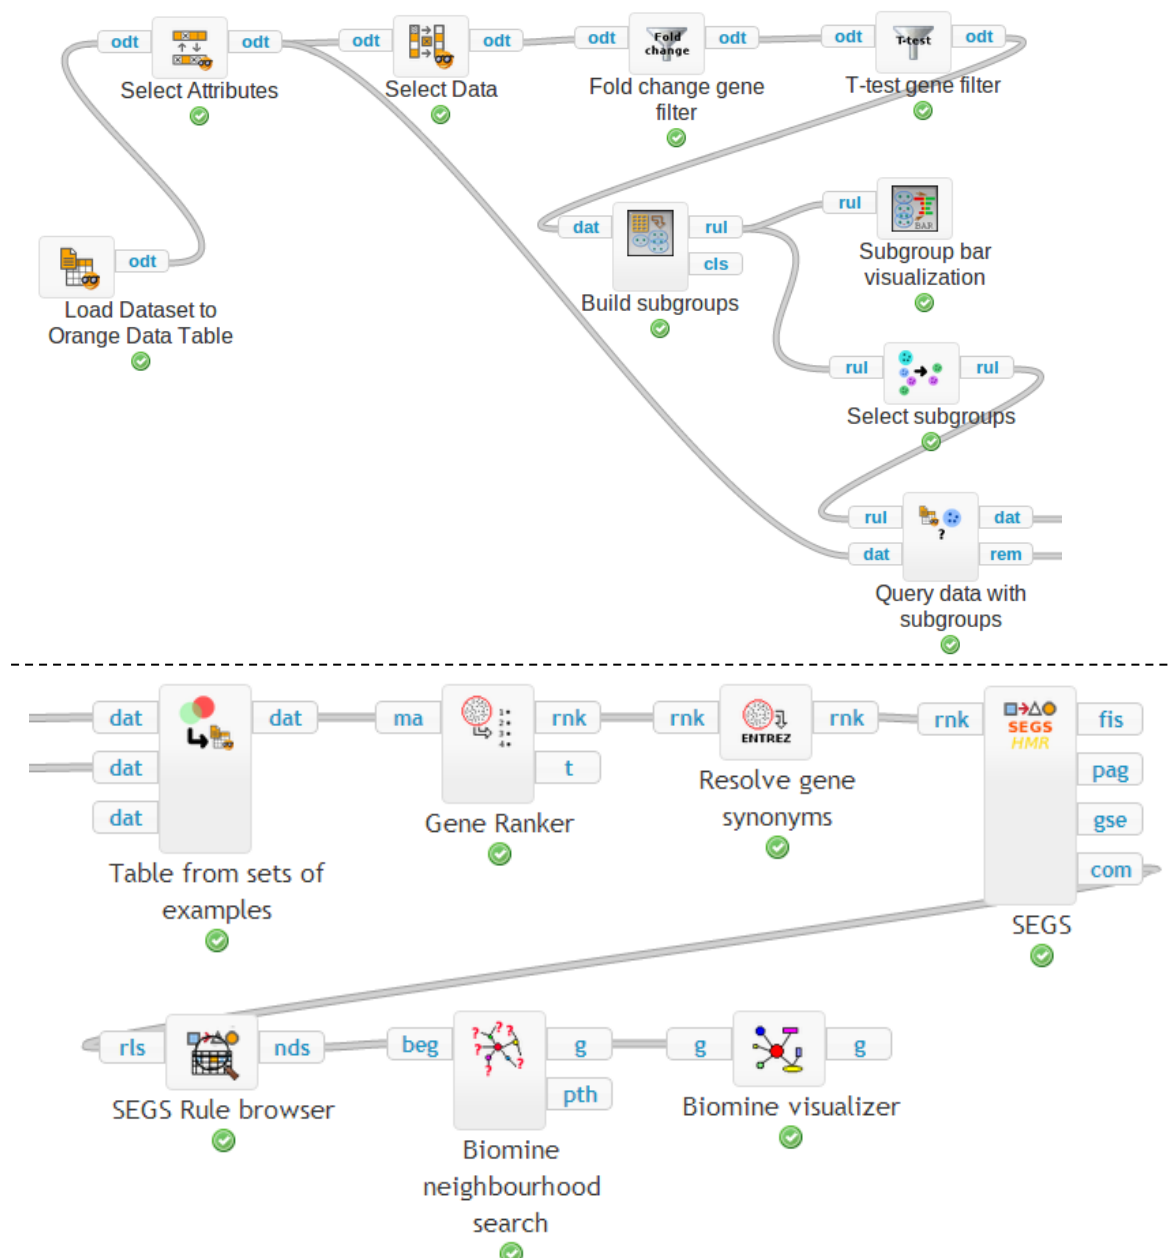 odt
odt
Select Attributes
odt
odt
Select Data
odt
Fold
change
odt
Fold change gene
filter
odt
T-test
odt
T-test gene filter
odt
Load Dataset to
Orange Data Table
dat
rul
cls
Build subgroups
rul
BAR
Subgroup bar
visualization
rul
rul
Select subgroups
rul
dat
?
dat
rem
Query data with
subgroups
dat
dat
dat
dat
Table from sets of
examples
ma
1
2
3
4
rnk
t
Gene Ranker
rnk
ENTREZ
rnk
Resolve gene
synonyms
rnk
SEGS
HMR
fis
pag
gse
com
SEGS
rls
nds
SEGS Rule browser
beg
? ? ? ? ? ?
g
pth
Biomine
neighbourhood
search
g
g
Biomine visualizer